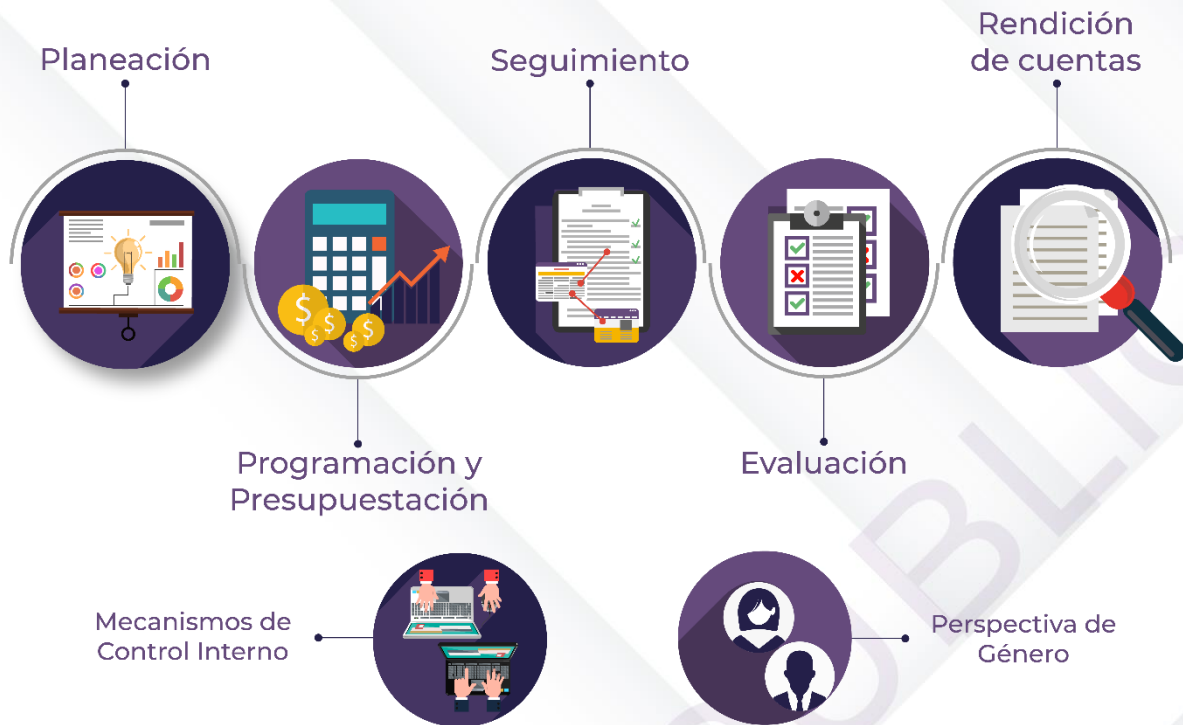 Planeación
Seguimiento
Rendición
de cuentas
Programación y
Presupuestación
Evaluación
Mecanismos de
Control Interno
Perspectiva de
Género